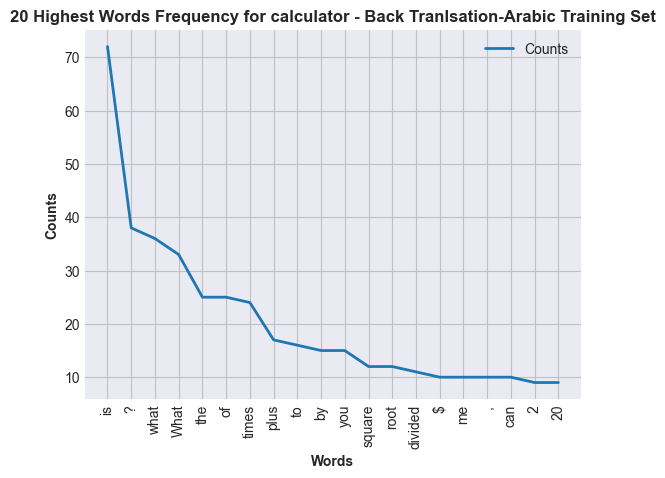 20 Highest Words Frequency for calculator - Back Tranlsation-Arabic Training Set
Counts
70
60
50
40
30
20
10
Counts
is
?
what
What
the
of
times
plus
to
by
you
square
root
divided
$
me
,
can
2
20
Words